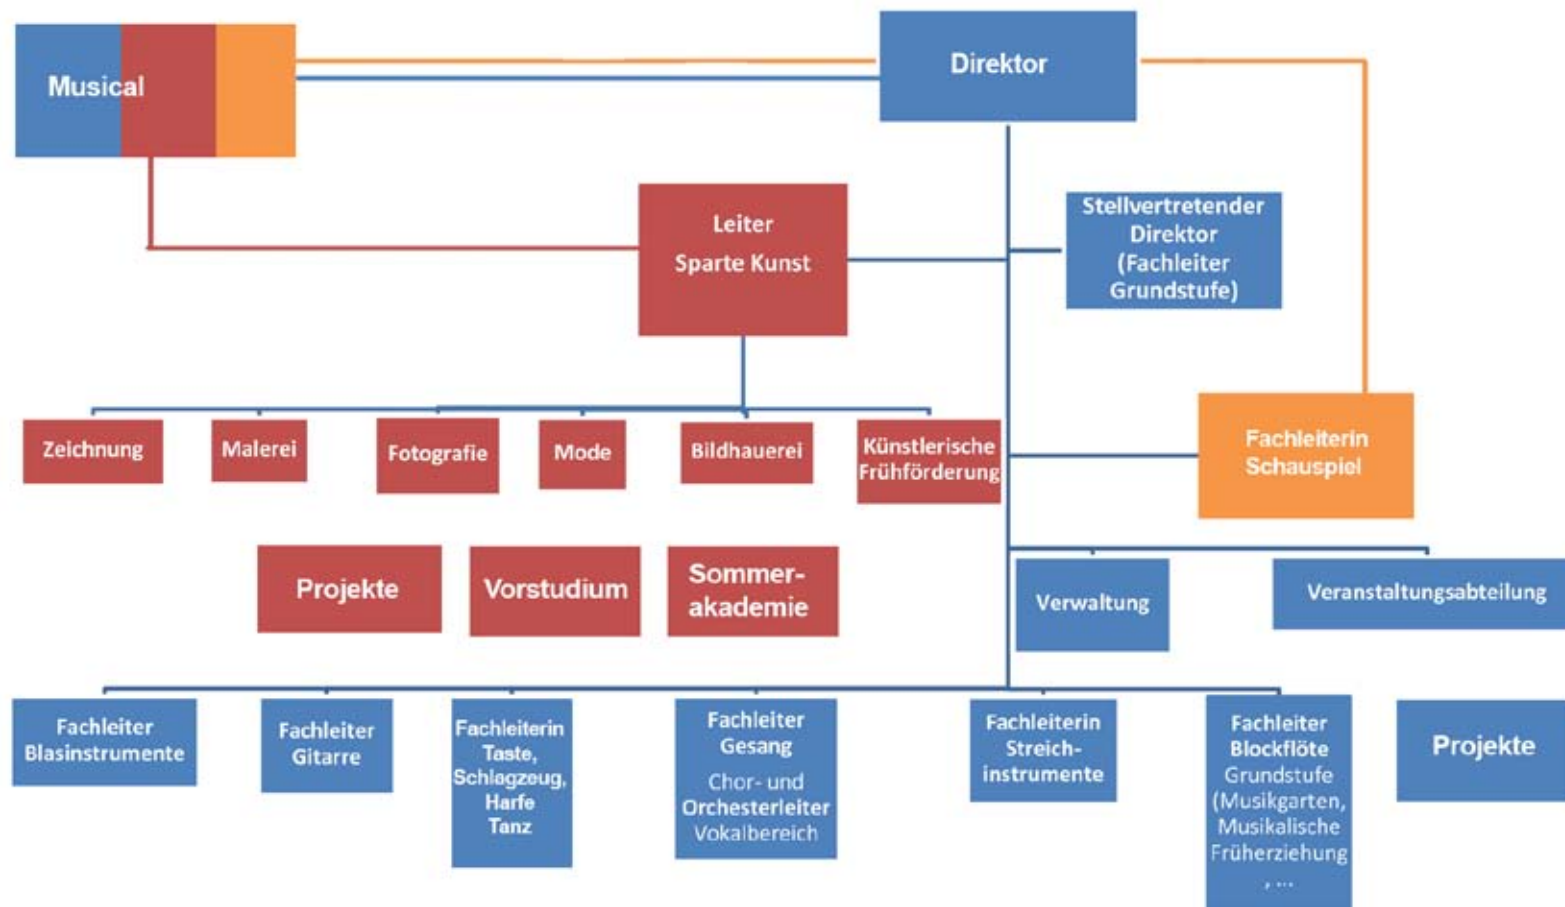 Musical
Direktor
Leiter
Sparte Kunst
Stellvertretender
Direktor
(Fachleiter
Grundstufe)
Zeichnung
Malerei
Fotografie
Mode
Bildhauerei
Künstlerische
Frühförderung
Fachleiterin
Schauspiel
Projekte
Vorstudium
Sommer-
akademie
Verwaltung
Veranstaltungsabteilung
Fachleiter
Blasinstrumente
Fachleiter
Gitarre
Fachleiterin
Taste,
Schlagzeug,
Harfe
Tanz
Fachleiter
Gesang
Chor- und
Orchesterleiter
Vokalbereich
Fachleiterin
Streich-
instrumente
Fachleiter
Blockflöte
Grundstufe
(Musikgarten,
Musikalische
Früherziehung
, ...
Projekte